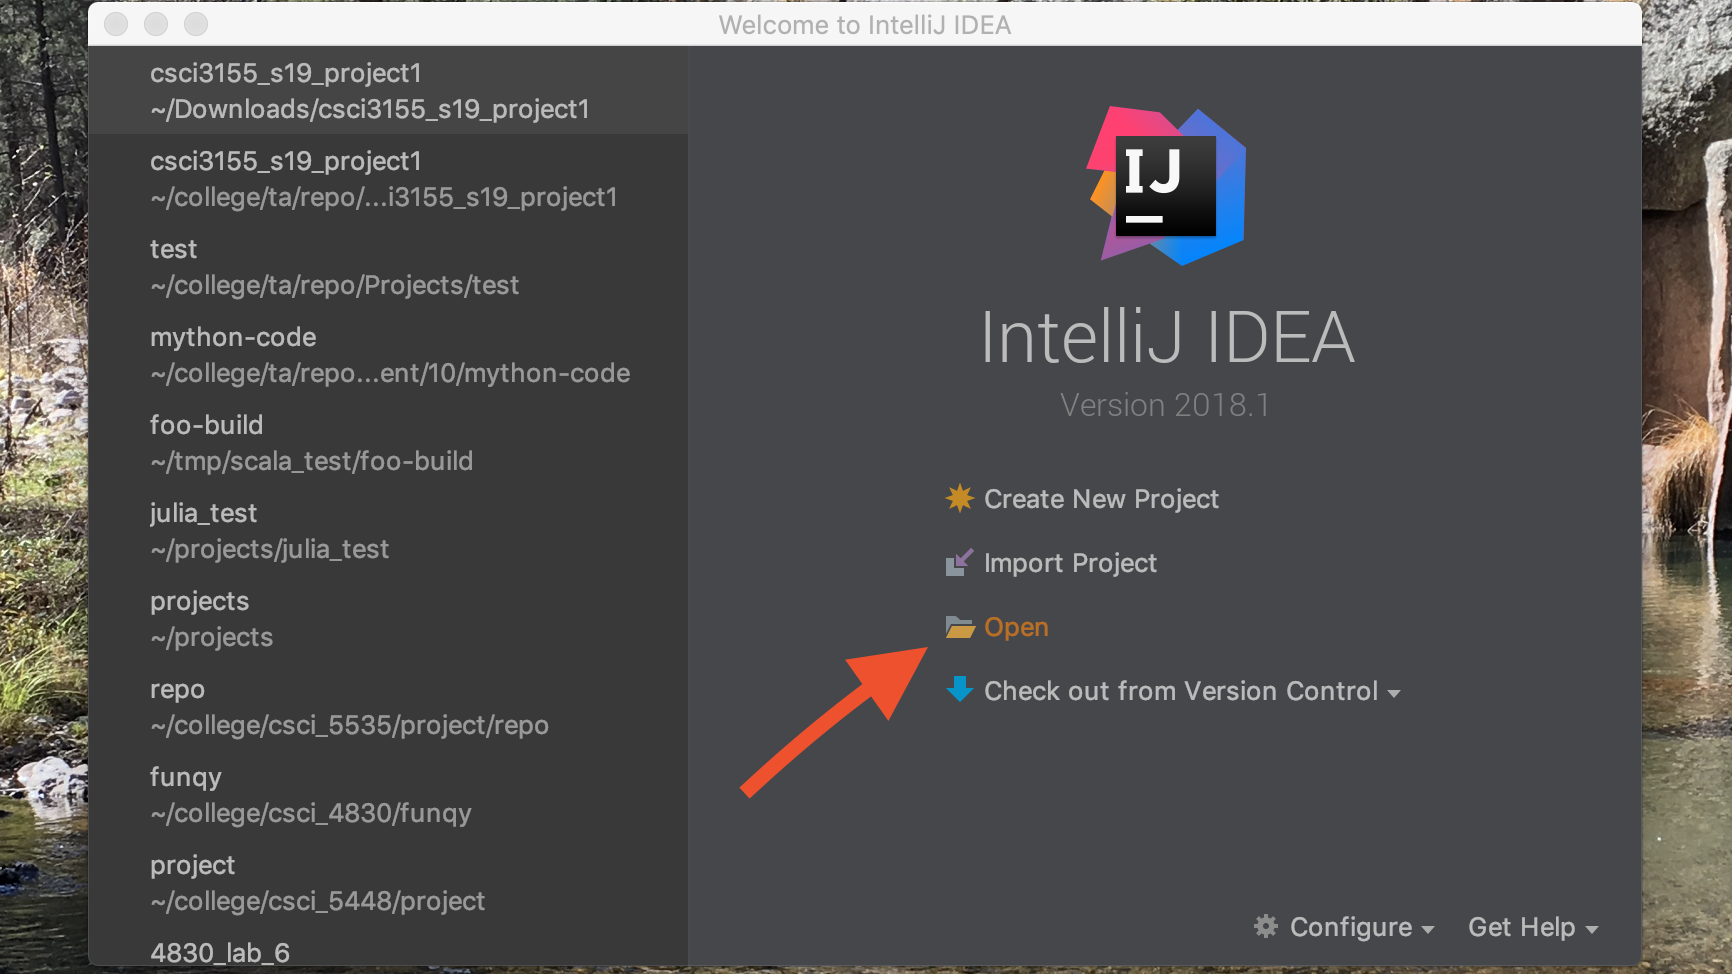 Welcome to IntelliJ IDEA
csci3155_s19_project1
~/Downloads/csci3155_s19_project1
csci3155_s19_project1
~/college/ta/repo/...i3155_s19_project1
test
~/college/ta/repo/Projects/test
mython-code
~/college/ta/repo...ent/10/mython-code
foo-build
~/tmp/scala_test/foo-build
julia_test
~/projects/julia_test
projects
~/projects
repo
~/college/csci_5535/project/repo
funqy
~/college/csci_4830/funqy
project
~/college/csci_5448/project
4830_lab_6
IJ
IntelliJ IDEA
Version 2018.1
Create New Project
Import Project
Open
Check out from Version Control
Configure
Get Help